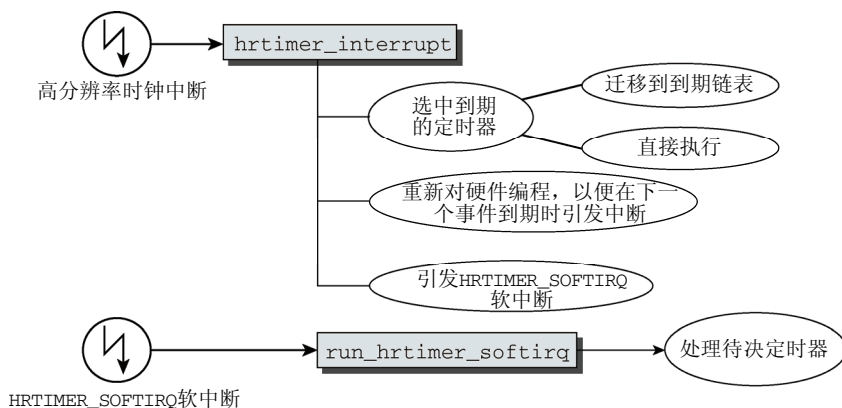 hrtimer_interrupt
高分辨率时钟中断
选中到期
的定时器
迁移到到期链表
直接执行
重新对硬件编程，以便在下一
个事件到期时引发中断
引发HRTIMER_SOFTIRQ
软中断
run_hrtimer_softirq
处理待决定时器
HRTIMER_SOFTIRQ软中断